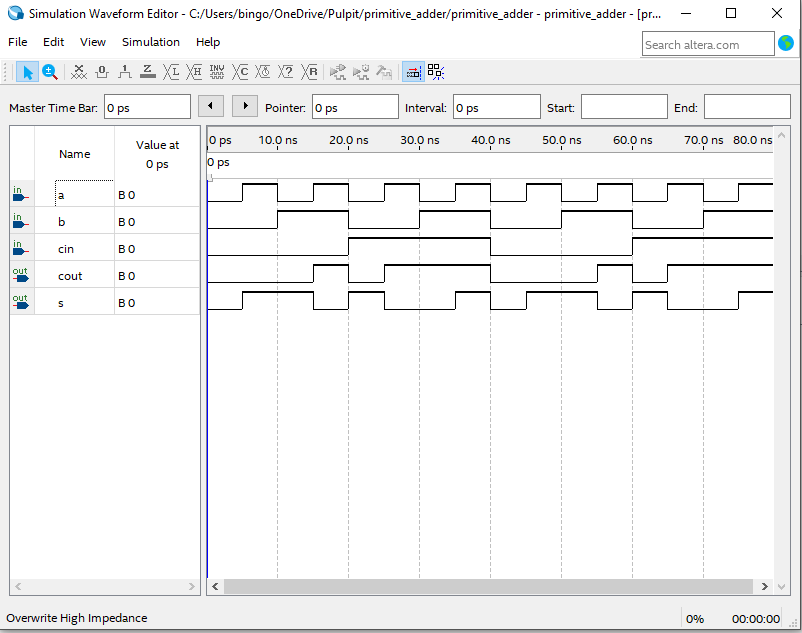 Simulation Waveform Editor - C:/Users/bingo/OneDrive/Pulpit/primitive_adder/primitive_adder - primitive_adder - [pr...
File Edit View Simulation Help
Search altera.com
Master Time Bar: 0 ps Pointer: 0 ps Interval: 0 ps Start: End:
Name Value at 0 ps
0 ps 10.0 ns 20.0 ns 30.0 ns 40.0 ns 50.0 ns 60.0 ns 70.0 ns 80.0 ns
0 ps
in a B 0
in b B 0
in cin B 0
out cout B 0
out s B 0
Overwrite High Impedance 0% 00:00:00